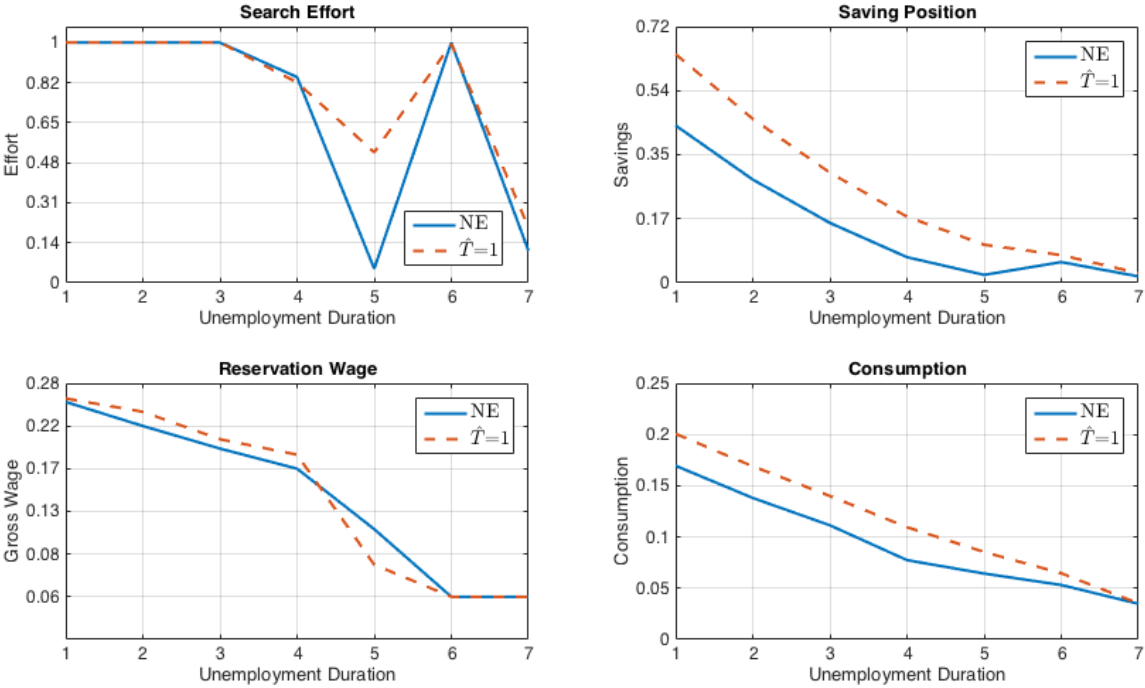 Search Effort
1
0.82
0.65
0.48
0.31
0.14
0
Effort
NE
T̂=1
1 2 3 4 5 6 7
Unemployment Duration
Saving Position
0.72
0.54
0.35
0.17
0
Savings
NE
T̂=1
1 2 3 4 5 6 7
Unemployment Duration
Reservation Wage
0.28
0.22
0.17
0.13
0.08
0.06
Gross Wage
NE
T̂=1
1 2 3 4 5 6 7
Unemployment Duration
Consumption
0.25
0.2
0.15
0.1
0.05
0
Consumption
NE
T̂=1
1 2 3 4 5 6 7
Unemployment Duration